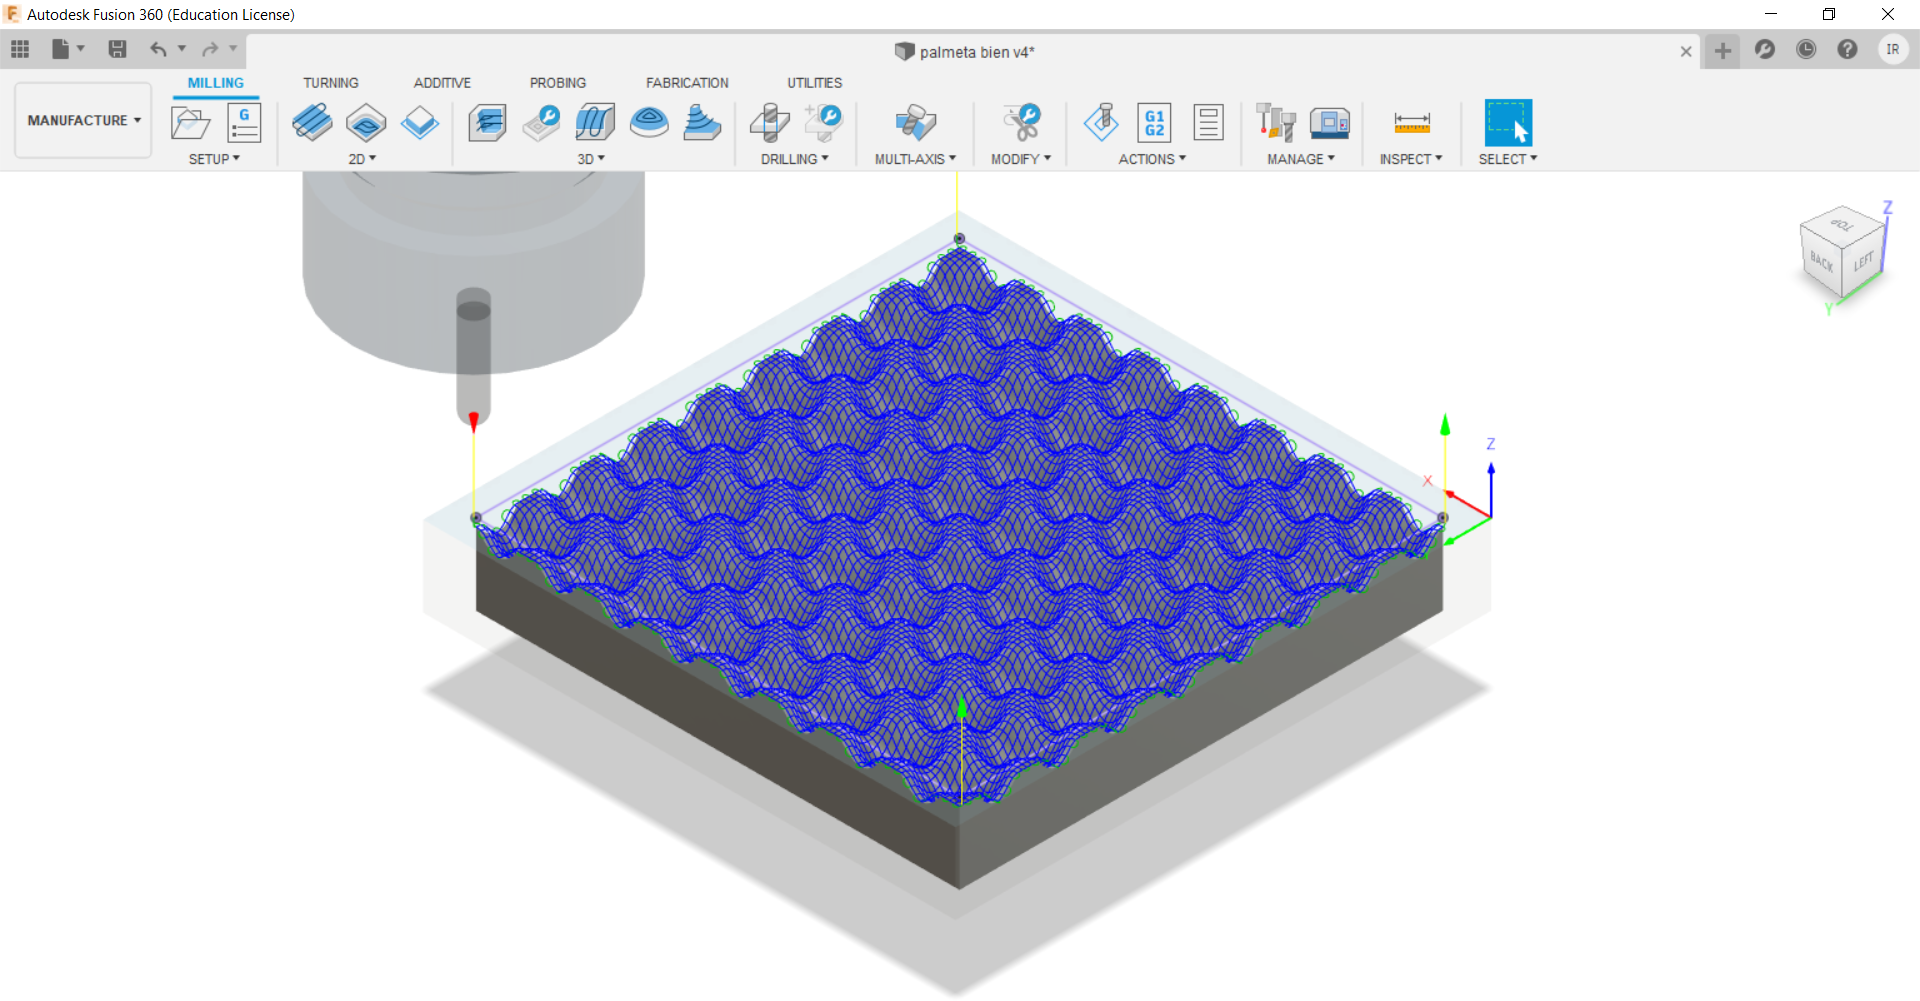 Autodesk Fusion 360 (Education License)
palmeta bien v4*
IR
MANUFACTURE
MILLING TURNING ADDITIVE PROBING FABRICATION UTILITIES
G
G1
G2
SETUP 2D 3D DRILLING MULTI-AXIS MODIFY ACTIONS MANAGE INSPECT SELECT
Z
TOP
BACK LEFT
Y
Z
X